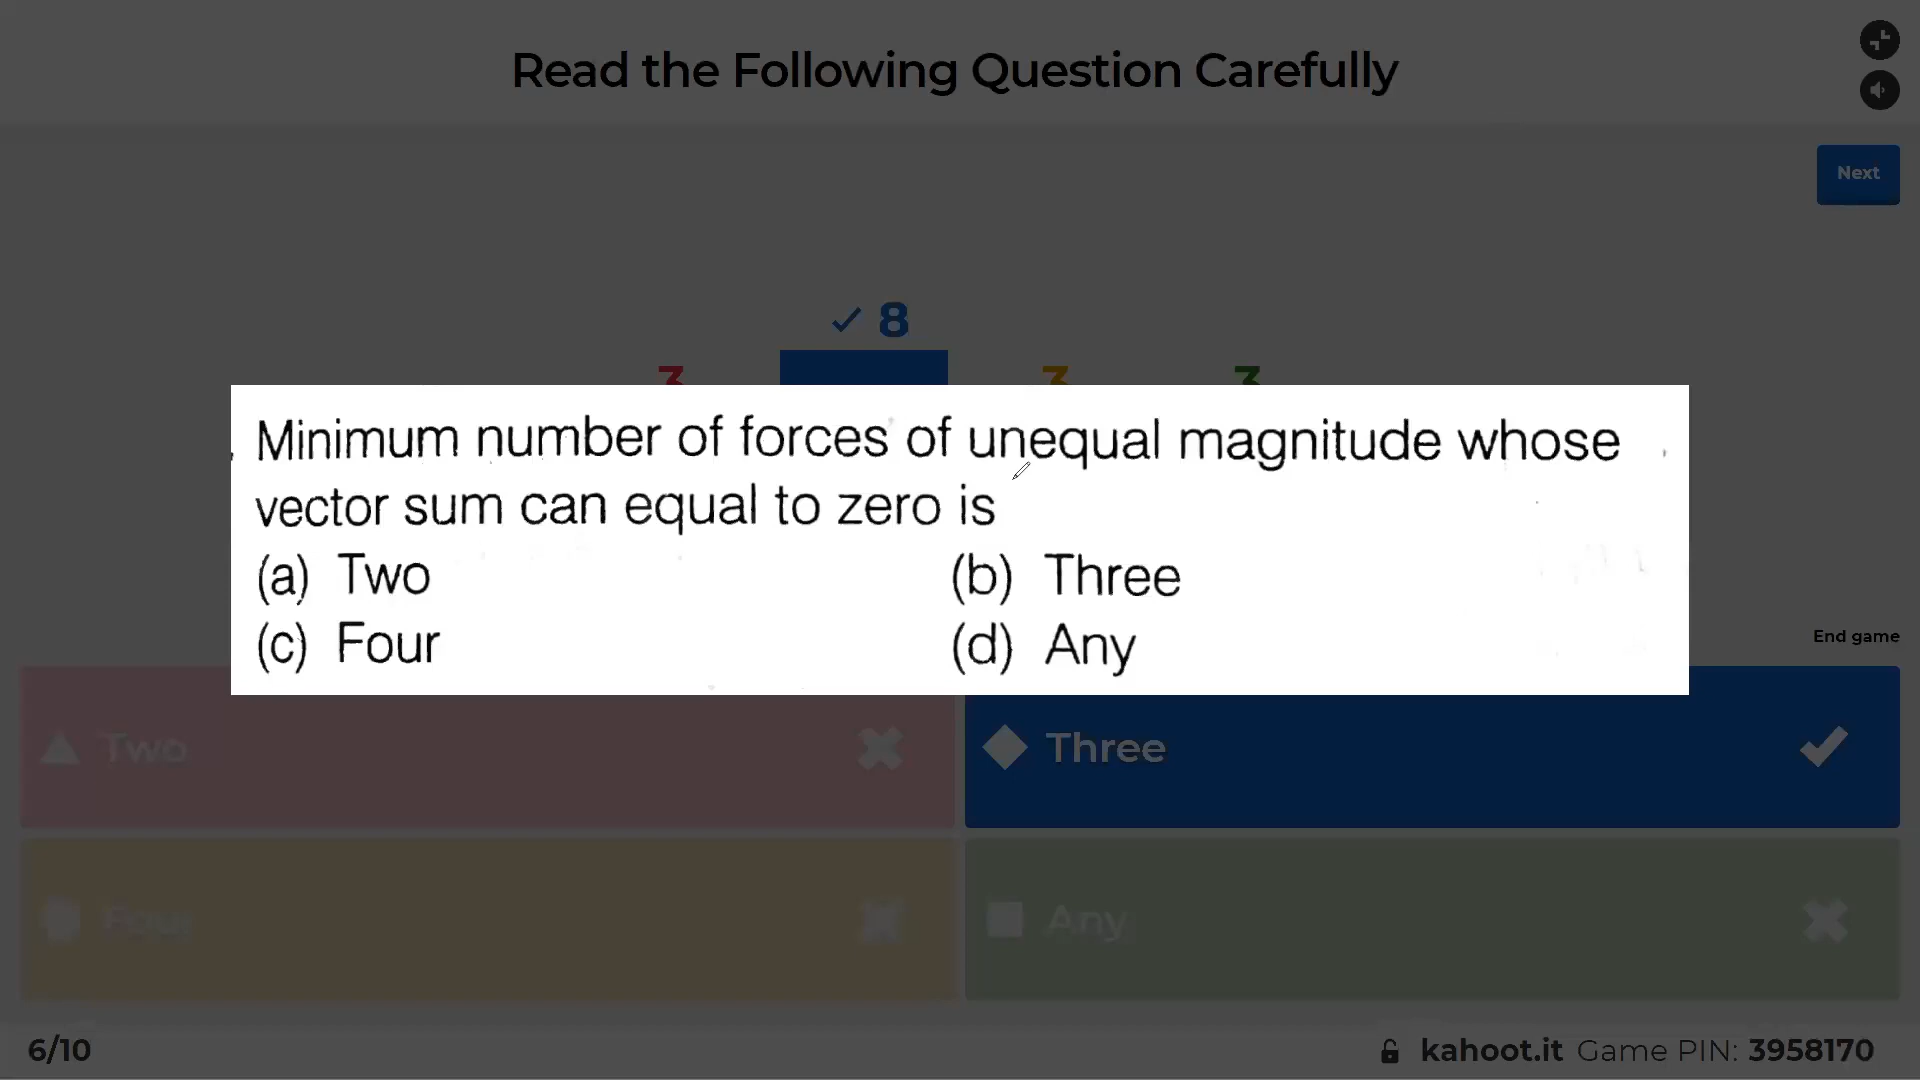 Read the Following Question Carefully
Next
8
3 3 3
Minimum number of forces of unequal magnitude whose
vector sum can equal to zero is
(a) Two (b) Three
(c) Four (d) Any
End game
Two Three
Four Any
6/10 kahoot.it Game PIN: 3958170